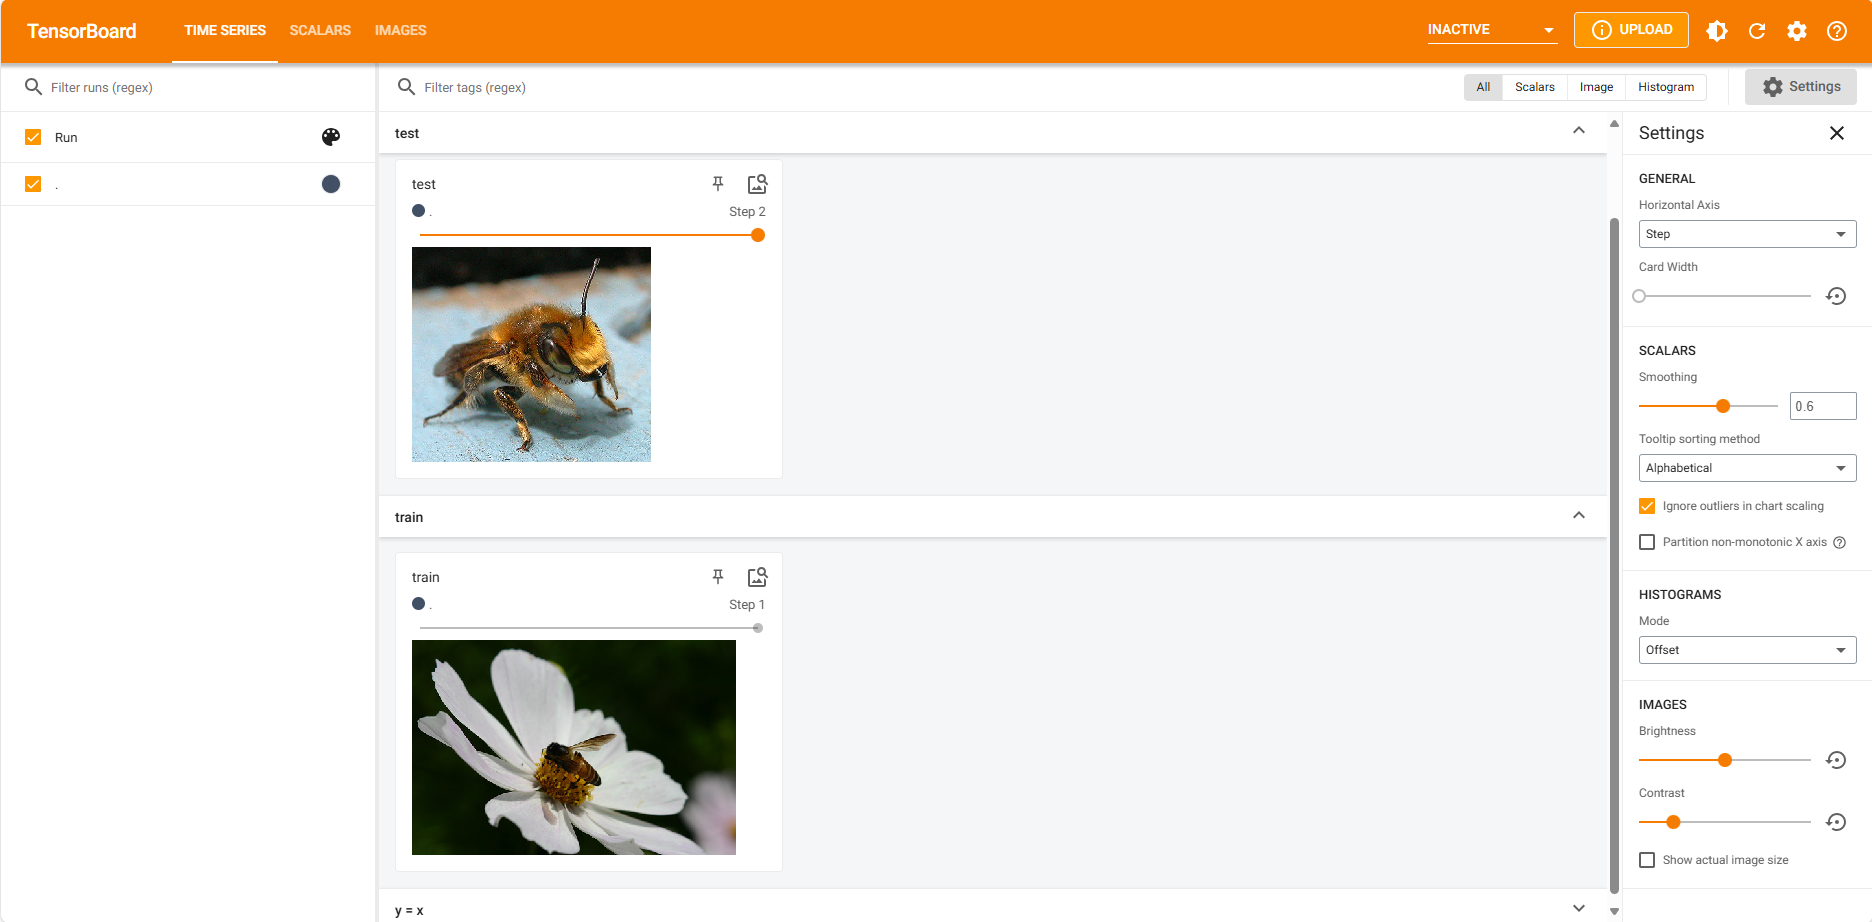 TensorBoard TIME SERIES SCALARS IMAGES INACTIVE UPLOAD
Filter runs (regex)
Run
.
Filter tags (regex) All Scalars Image Histogram Settings
test
test
. Step 2
train
train
. Step 1
y = x
Settings
GENERAL
Horizontal Axis
Step
Card Width
SCALARS
Smoothing
0.6
Tooltip sorting method
Alphabetical
Ignore outliers in chart scaling
Partition non-monotonic X axis
HISTOGRAMS
Mode
Offset
IMAGES
Brightness
Contrast
Show actual image size